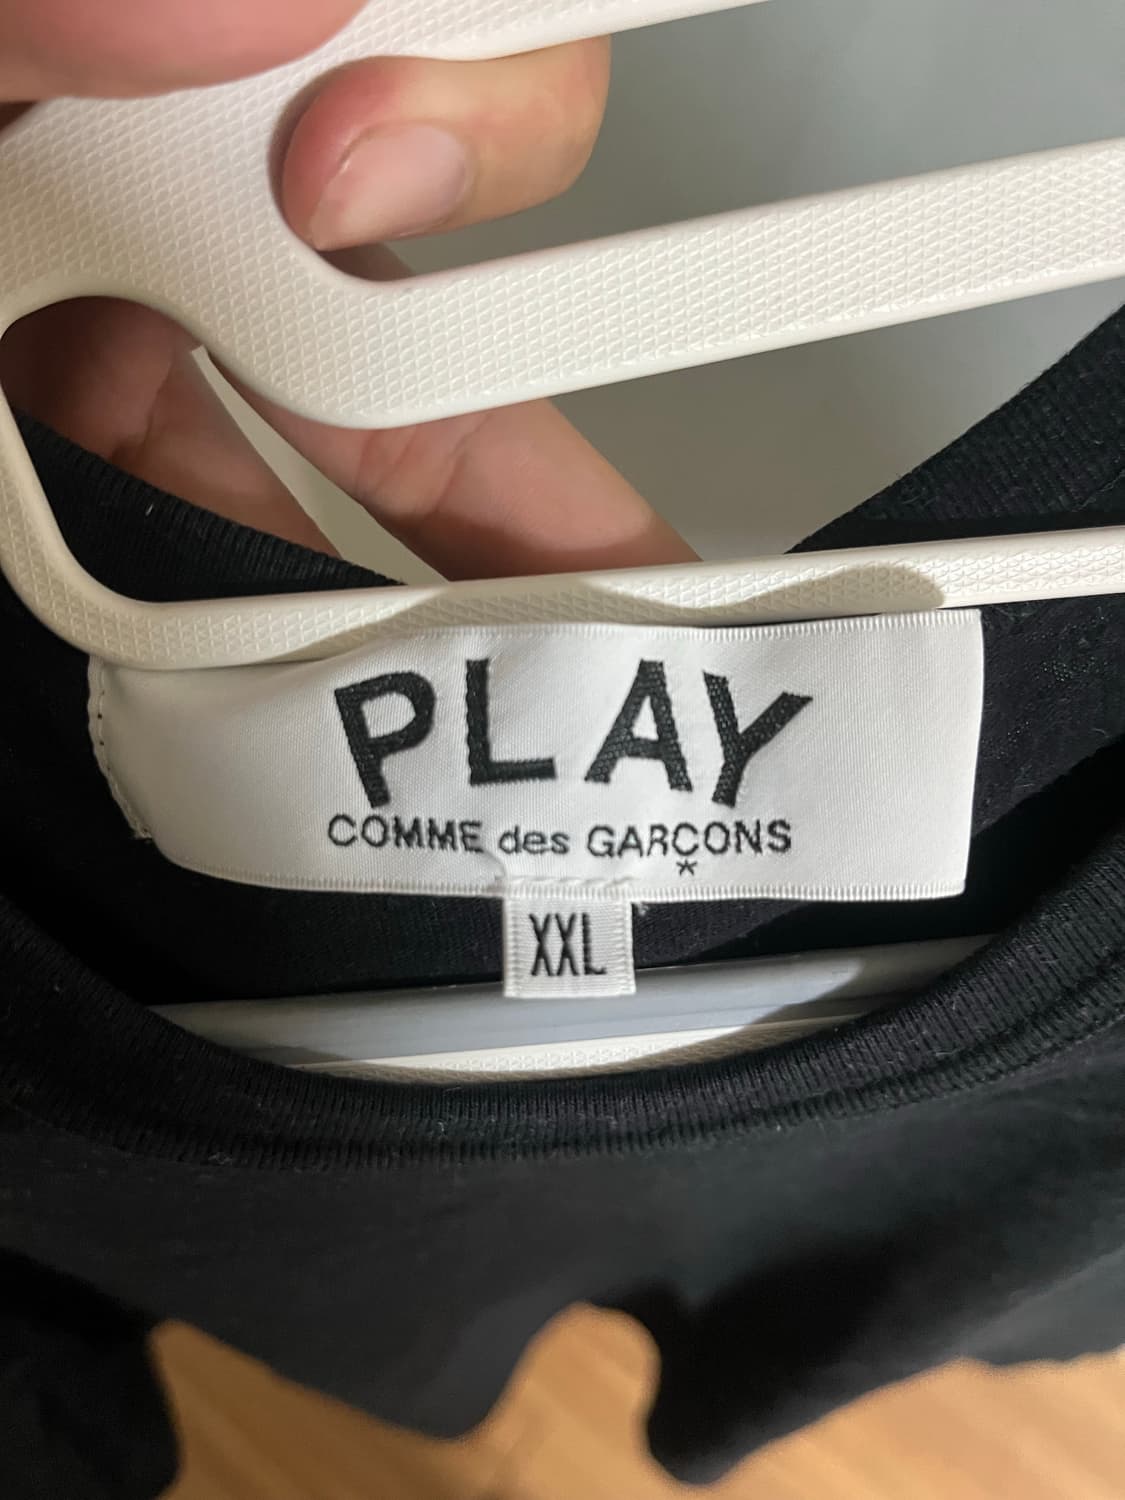 PLAY
COMME des GARÇONS
*
XXL